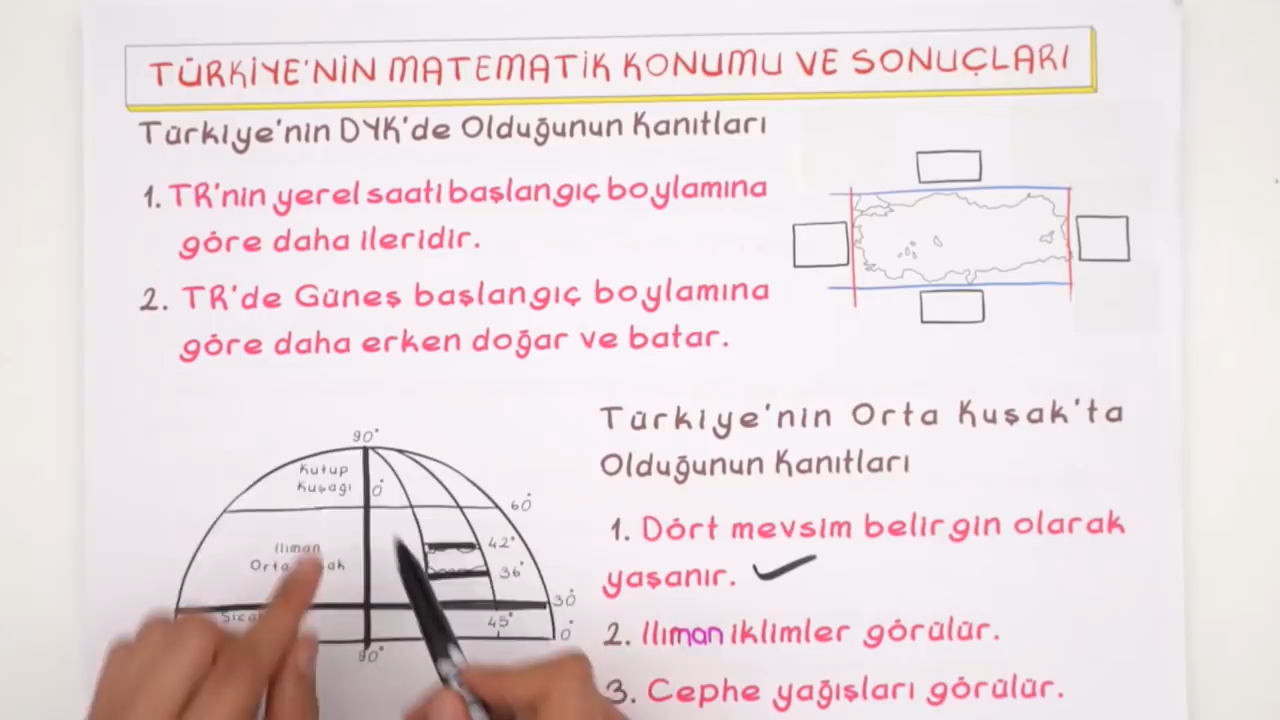 TÜRKİYE'NİN MATEMATİK KONUMU VE SONUÇLARI
Türkiye'nin DYK'de Olduğunun Kanıtları
1. TR'nin yerel saati başlangıç boylamına
göre daha ileridir.
2. TR'de Güneş başlangıç boylamına
göre daha erken doğar ve batar.
90°
Kutup
Kuşağı
0°
60°
Ilıman
Orta
42°
36°
30°
45°
0°
90°
Türkiye'nin Orta Kuşak'ta
Olduğunun Kanıtları
1. Dört mevsim belirgin olarak
yaşanır.
2. Ilıman iklimler görülür.
3. Cephe yağışları görülür.